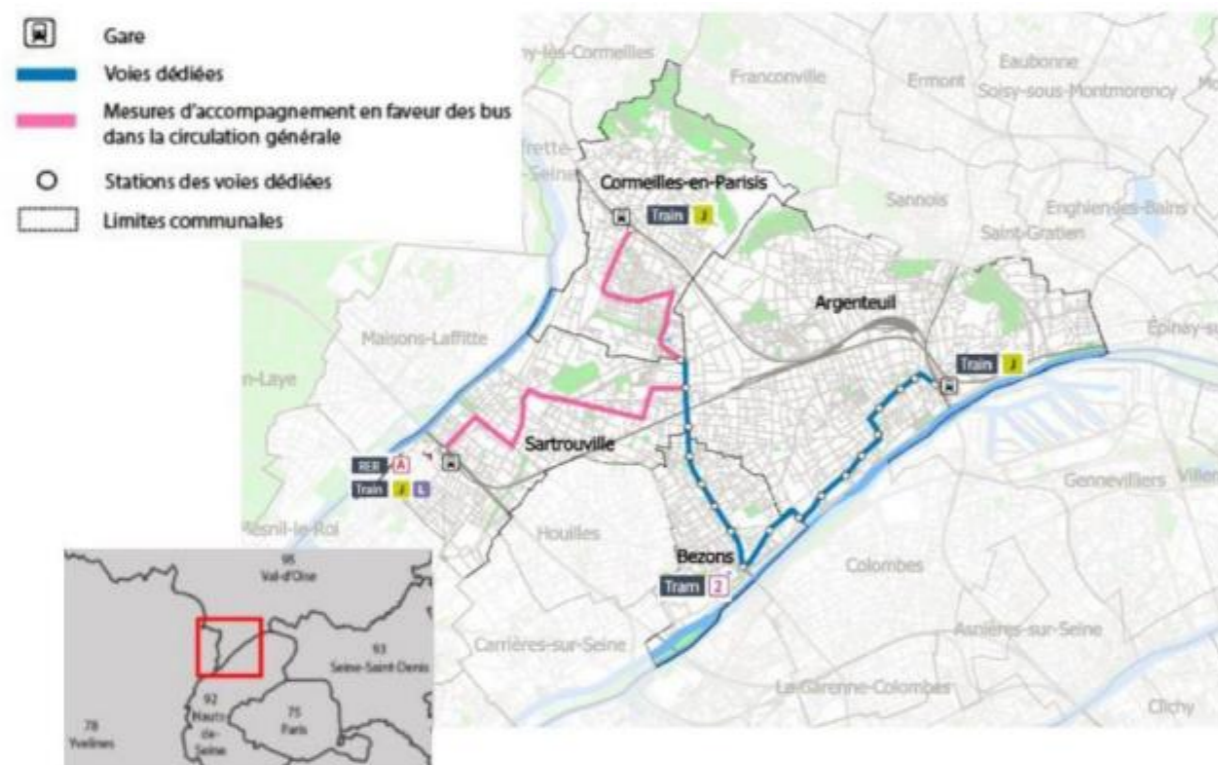 Gare
Voies dédiées
Mesures d'accompagnement en faveur des bus
dans la circulation générale
Stations des voies dédiées
Limites communales
Franconville
Ermont
Eaubonne
Soisy-sous-Montmorency
Cormeilles-en-Parisis
Train J
Sannois
Enghien-les-Bains
Saint-Gratien
Maisons-Laffitte
Argenteuil
Train J
Sartrouville
RER A
Train J L
Gennevilliers
Houilles
Bezons
Tram 2
Colombes
Carrières-sur-Seine
Asnières-sur-Seine
La Garenne-Colombes
Clichy
95
Val-d'Oise
93
Seine-Saint-Denis
92
Hauts-
de-
Seine
75
Paris
78
Yvelines